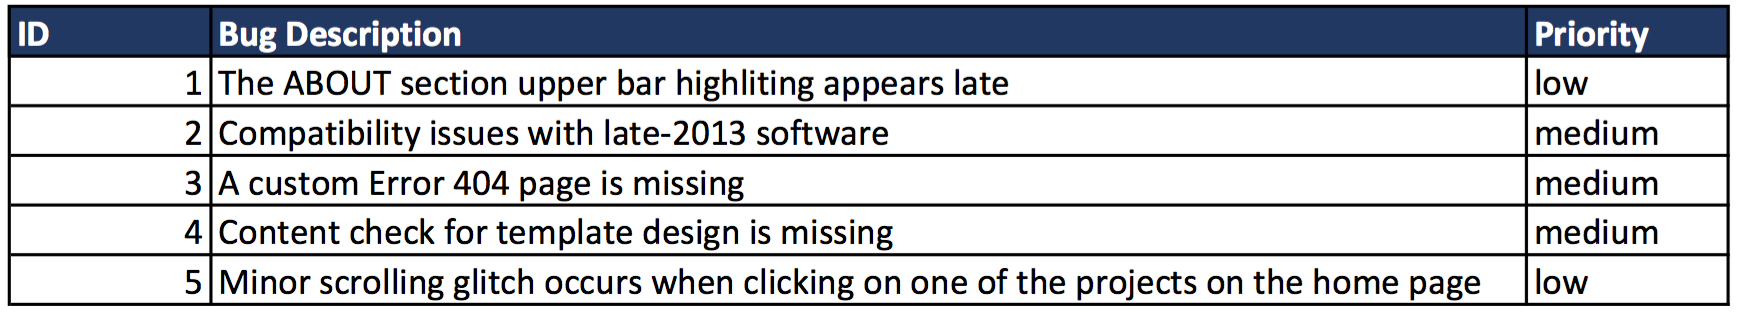 ID Bug Description Priority
1 The ABOUT section upper bar highliting appears late low
2 Compatibility issues with late-2013 software medium
3 A custom Error 404 page is missing medium
4 Content check for template design is missing medium
5 Minor scrolling glitch occurs when clicking on one of the projects on the home page low